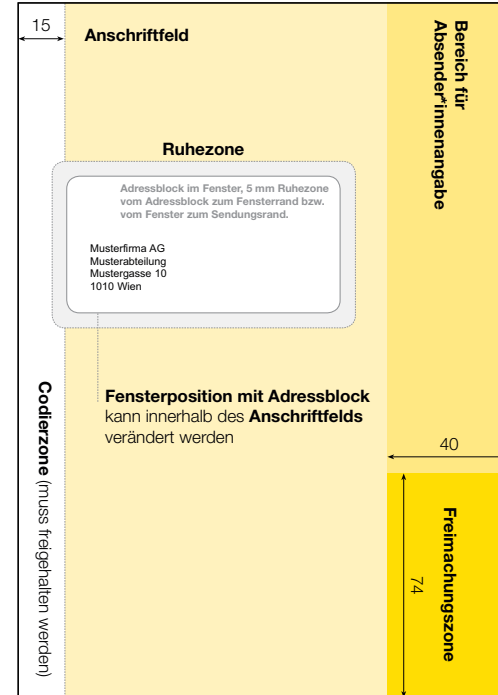 15
Anschriftfeld
Bereich für
Absender*innenangabe
Ruhezone
Adressblock im Fenster, 5 mm Ruhezone
vom Adressblock zum Fensterrand bzw.
vom Fenster zum Sendungsrand.
Musterfirma AG
Musterabteilung
Mustergasse 10
1010 Wien
Fensterposition mit Adressblock
kann innerhalb des Anschriftfelds
verändert werden
Codierzone (muss freigehalten werden)
40
74
Freimachungszone